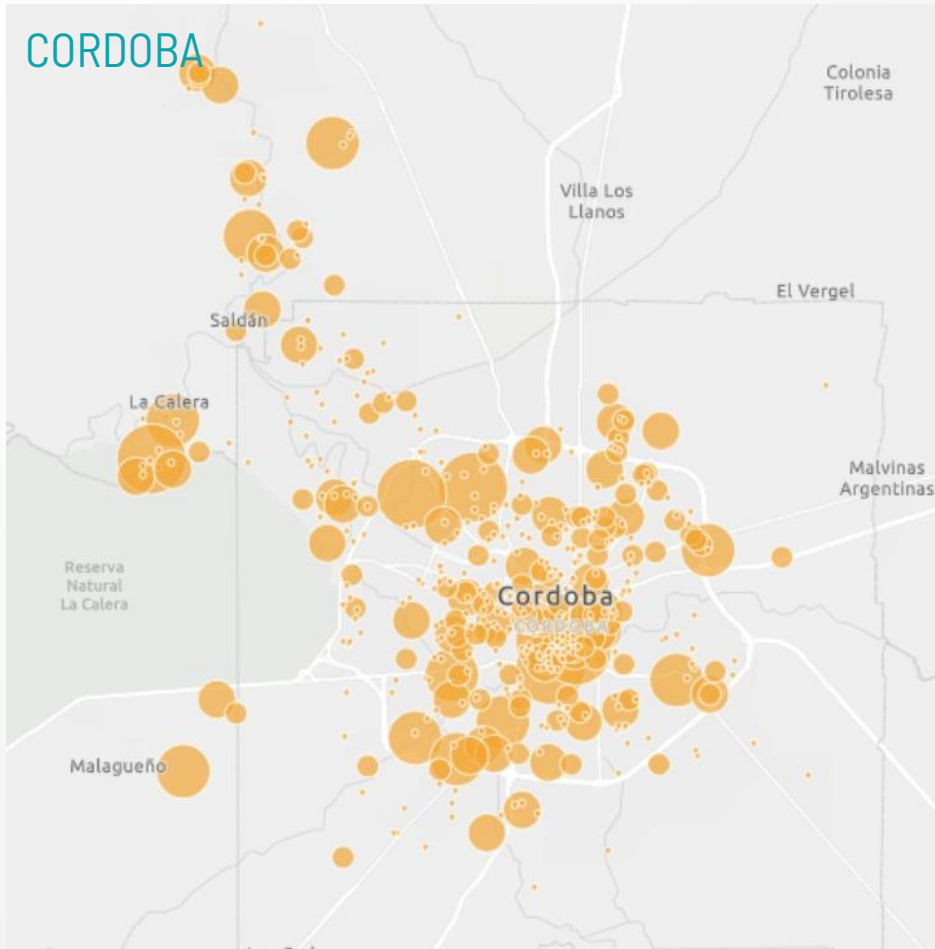 CORDOBA
Colonia
Tirolesa
Villa Los
Llanos
El Vergel
Saldán
La Calera
Malvinas
Argentinas
Reserva
Natural
La Calera
Cordoba
CORDOBA
Malagueño